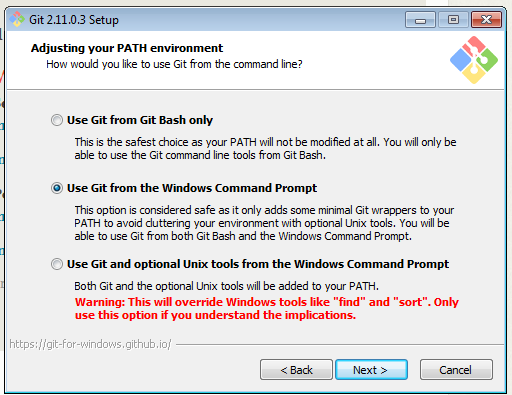 Git 2.11.0.3 Setup
Adjusting your PATH environment
How would you like to use Git from the command line?
Use Git from Git Bash only
This is the safest choice as your PATH will not be modified at all. You will only be
able to use the Git command line tools from Git Bash.
Use Git from the Windows Command Prompt
This option is considered safe as it only adds some minimal Git wrappers to your
PATH to avoid cluttering your environment with optional Unix tools. You will be
able to use Git from both Git Bash and the Windows Command Prompt.
Use Git and optional Unix tools from the Windows Command Prompt
Both Git and the optional Unix tools will be added to your PATH.
Warning: This will override Windows tools like "find" and "sort". Only
use this option if you understand the implications.
https://git-for-windows.github.io/
< Back
Next >
Cancel